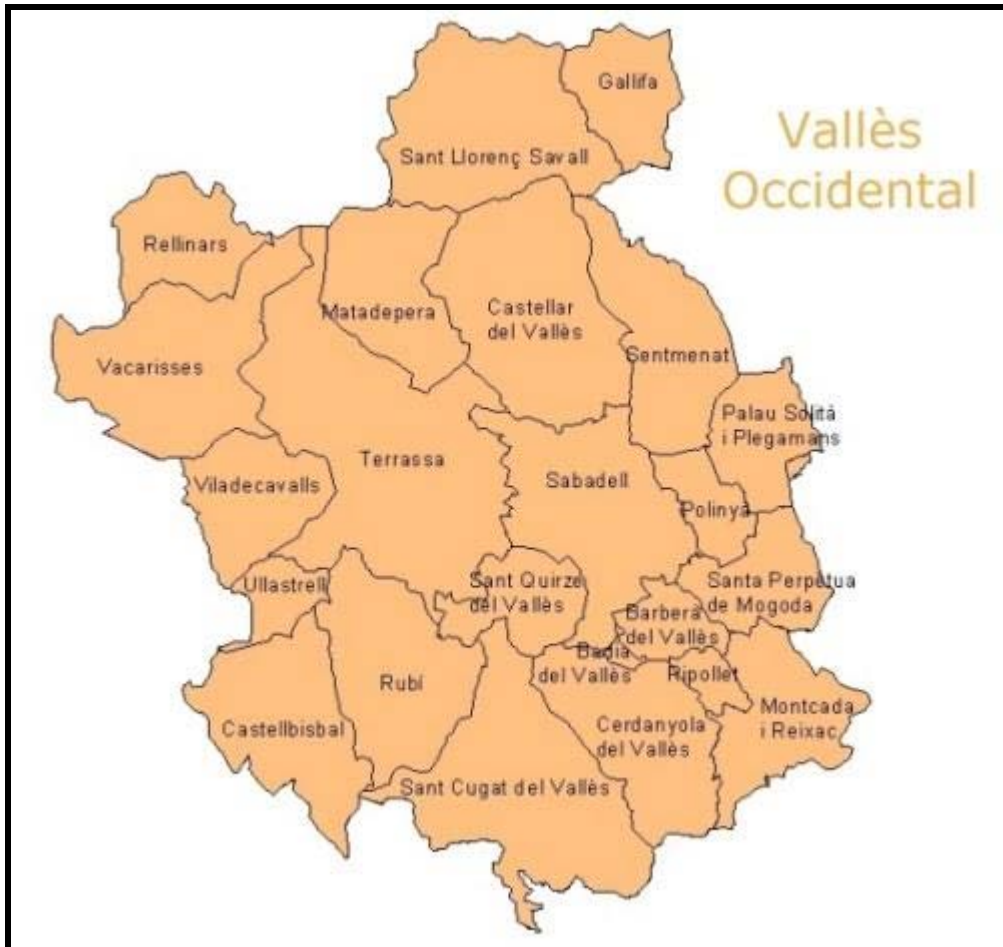 Gallifa
Vallès
Occidental
Sant Llorenç Savall
Rellinars
Matadepera
Castellar
del Vallès
Vacarisses
Sentmenat
Palau Solità
i Plegamans
Terrassa
Viladecavalls
Sabadell
Polinyà
Ullastrell
Sant Quirze
del Vallès
Santa Perpètua
de Mogoda
Barberà
del Vallès
Badia
del Vallès
Ripollet
Rubí
Montcada
i Reixac
Castellbisbal
Cerdanyola
del Vallès
Sant Cugat del Vallès